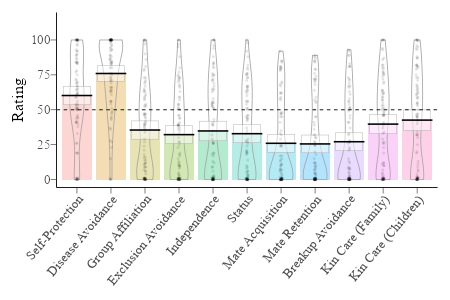 Rating
100
75
50
25
0
Self-Protection
Disease Avoidance
Group Affiliation
Exclusion Avoidance
Independence
Status
Mate Acquisition
Mate Retention
Breakup Avoidance
Kin Care (Family)
Kin Care (Children)